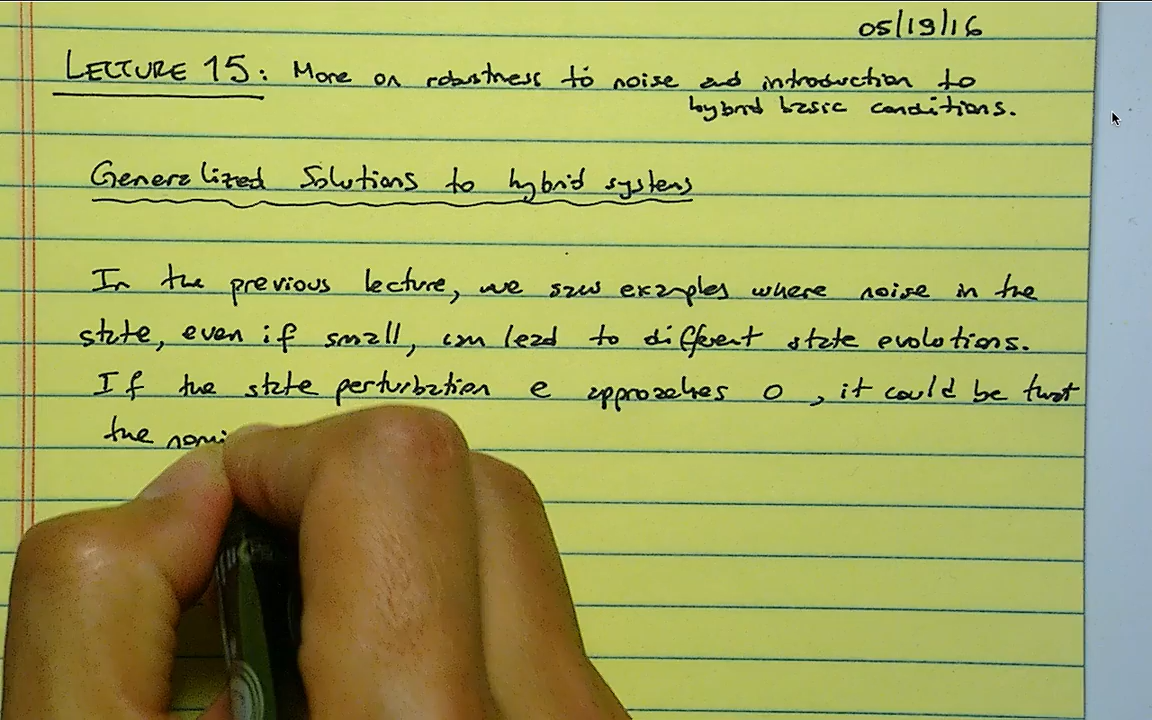 05/19/16
LECTURE 15: More on robustness to noise and introduction to
hybrid basic conditions.
Generalized Solutions to hybrid systems
In the previous lecture, we saw examples where noise in the
state, even if small, can lead to different state evolutions.
If the state perturbation e approaches 0, it could be that
the nomi